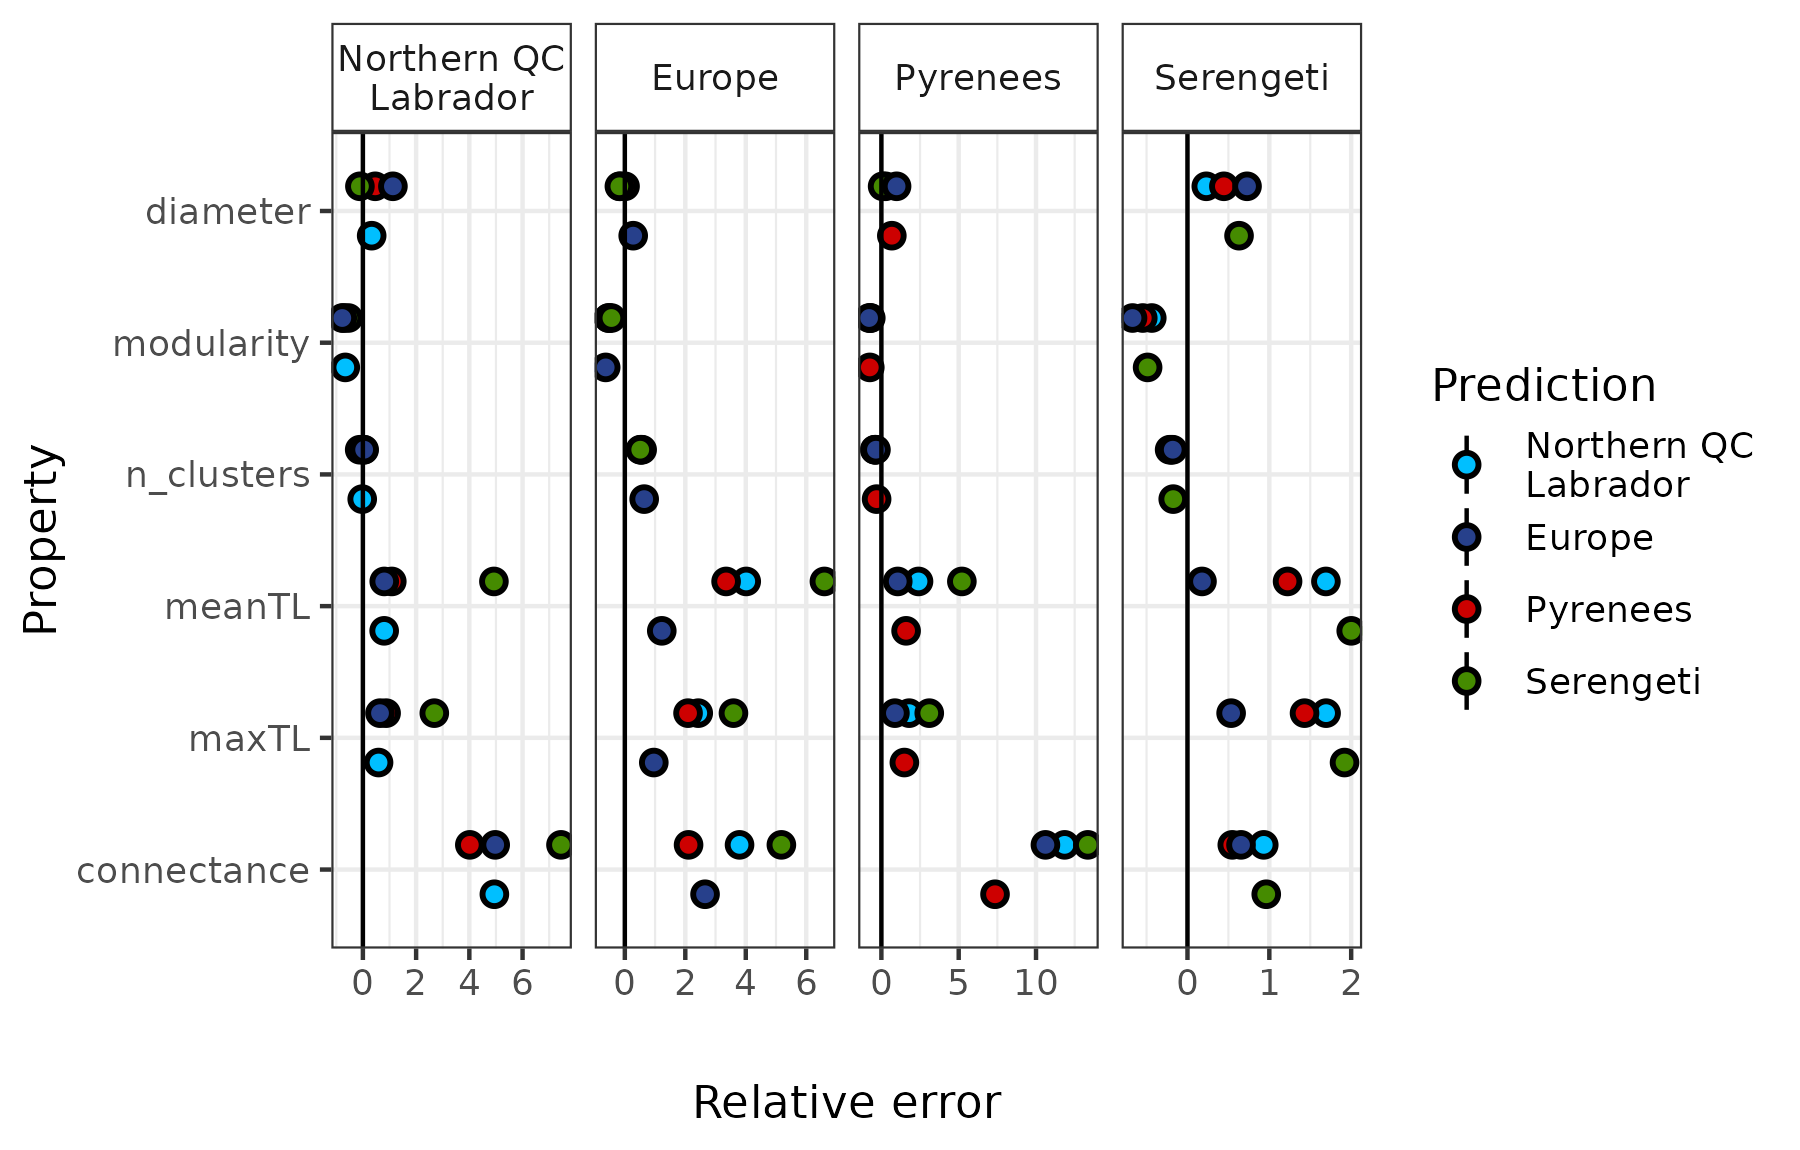 Northern QC
Labrador
Europe
Pyrenees
Serengeti
diameter
modularity
n_clusters
meanTL
maxTL
connectance
Property
0 2 4 6
0 2 4 6
0 5 10
0 1 2
Relative error
Prediction
Northern QC
Labrador
Europe
Pyrenees
Serengeti